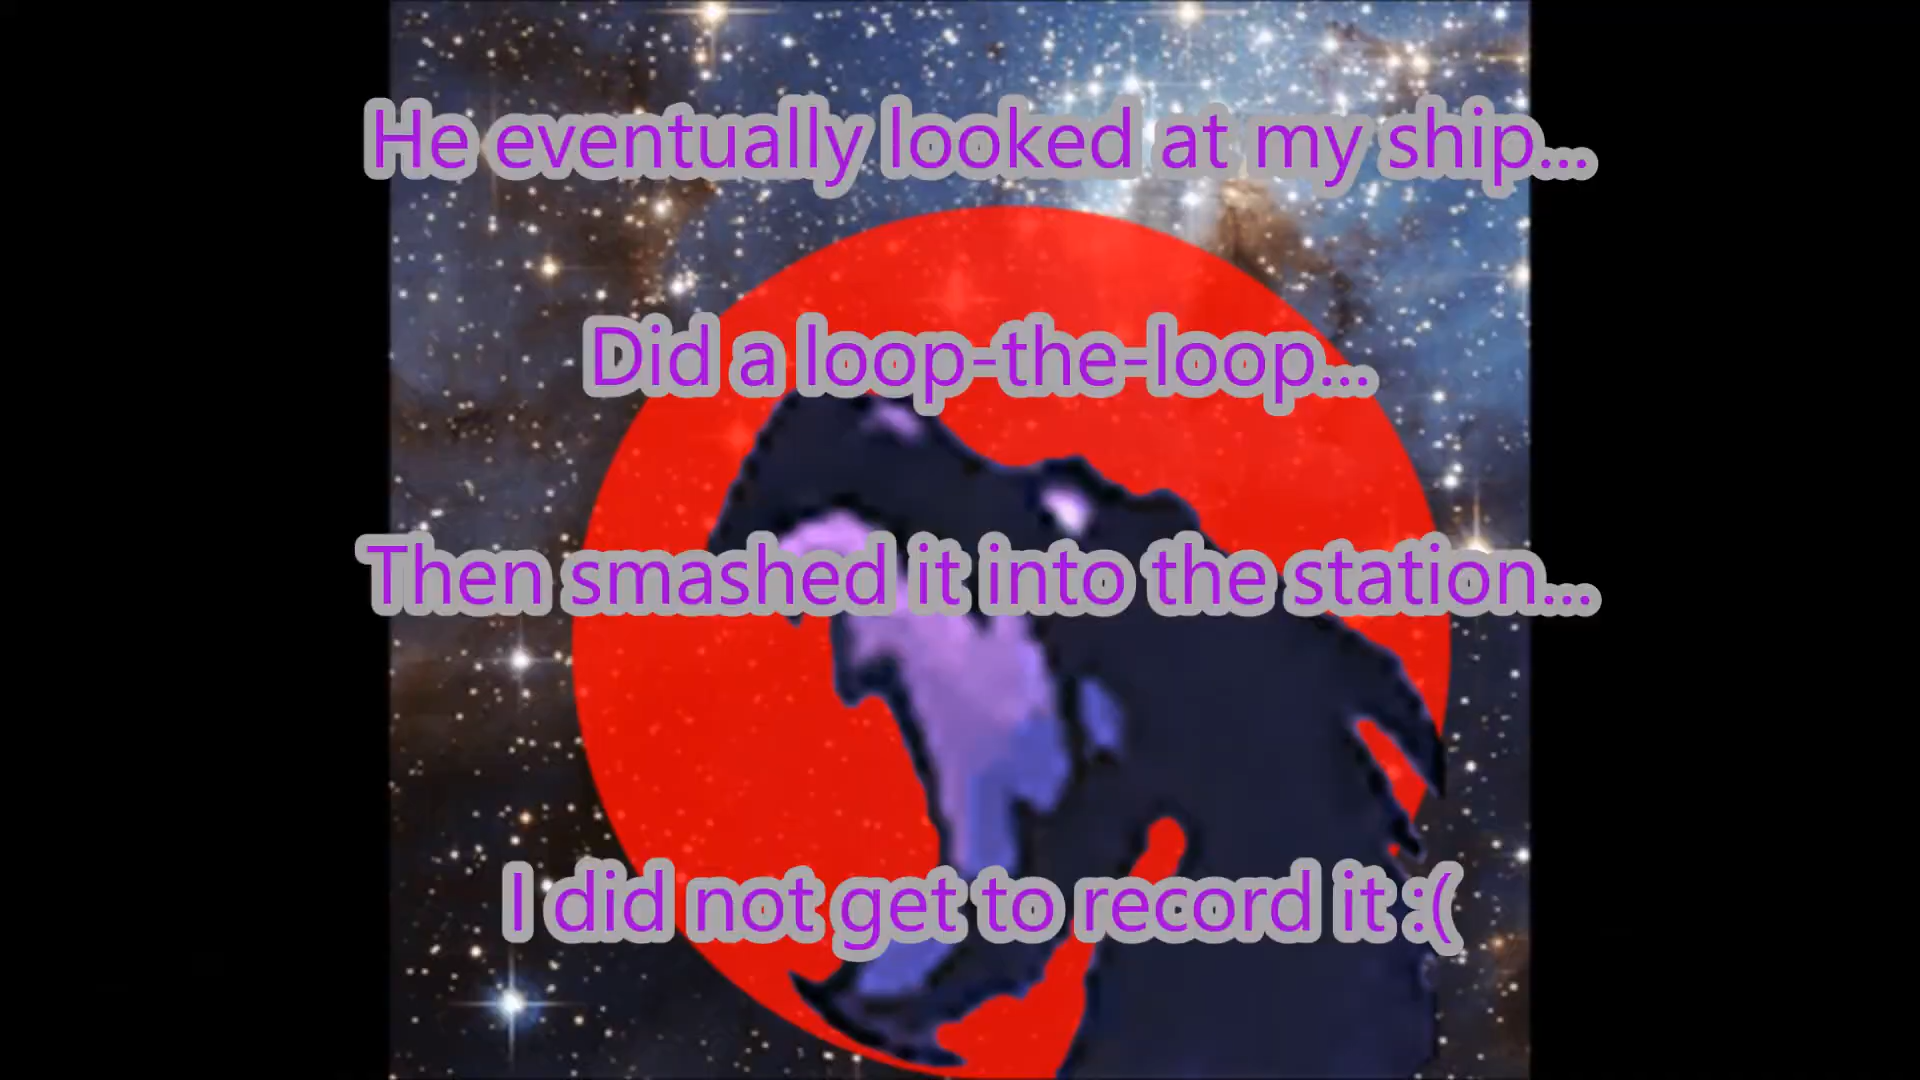 He eventually looked at my ship...
Did a loop-the-loop...
Then smashed it into the station...
I did not get to record it :(